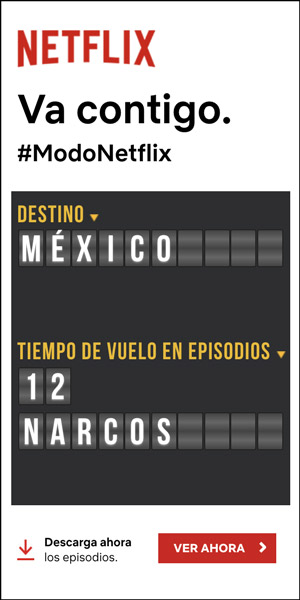 NETFLIX
Va contigo.
#ModoNetflix
DESTINO
MÉXICO
TIEMPO DE VUELO EN EPISODIOS
12
NARCOS
Descarga ahora
los episodios.
VER AHORA